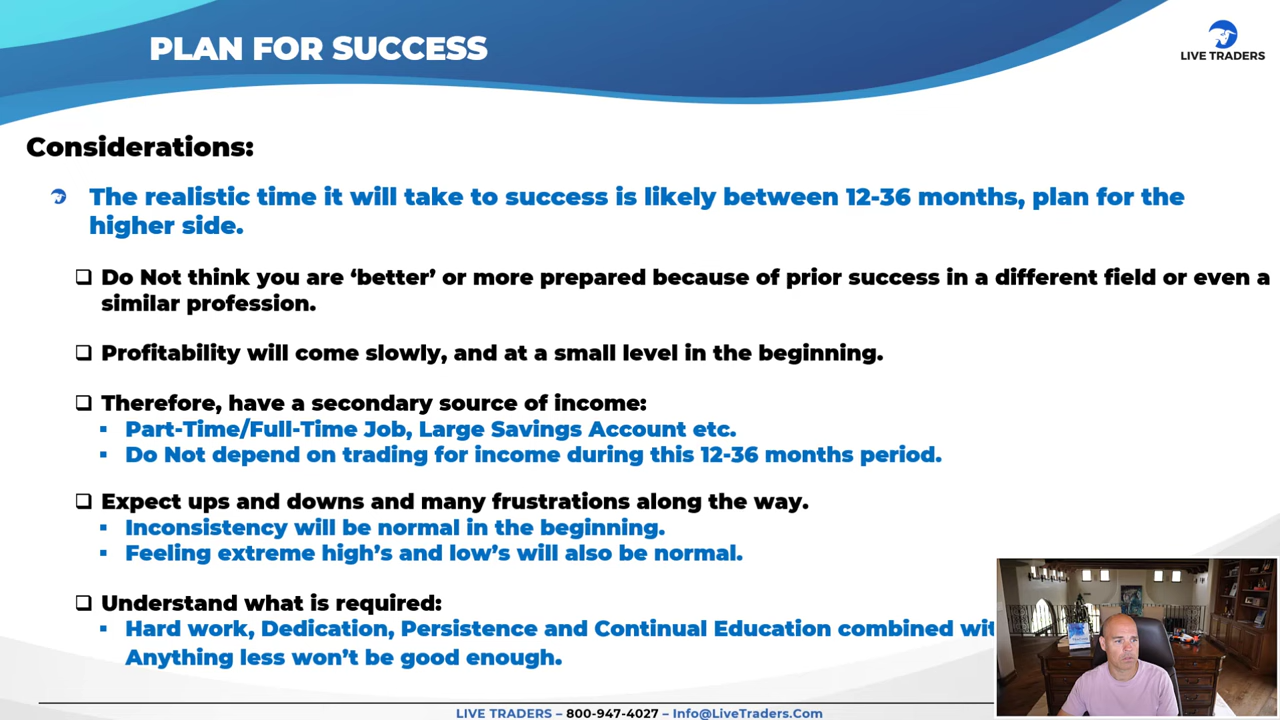 PLAN FOR SUCCESS
LIVE TRADERS
Considerations:
The realistic time it will take to success is likely between 12-36 months, plan for the
higher side.
Do Not think you are ‘better’ or more prepared because of prior success in a different field or even a
similar profession.
Profitability will come slowly, and at a small level in the beginning.
Therefore, have a secondary source of income:
Part-Time/Full-Time Job, Large Savings Account etc.
Do Not depend on trading for income during this 12-36 months period.
Expect ups and downs and many frustrations along the way.
Inconsistency will be normal in the beginning.
Feeling extreme high’s and low’s will also be normal.
Understand what is required:
Hard work, Dedication, Persistence and Continual Education combined
Anything less won’t be good enough.
LIVE TRADERS – 800-947-4027 – Info@LiveTraders.Com